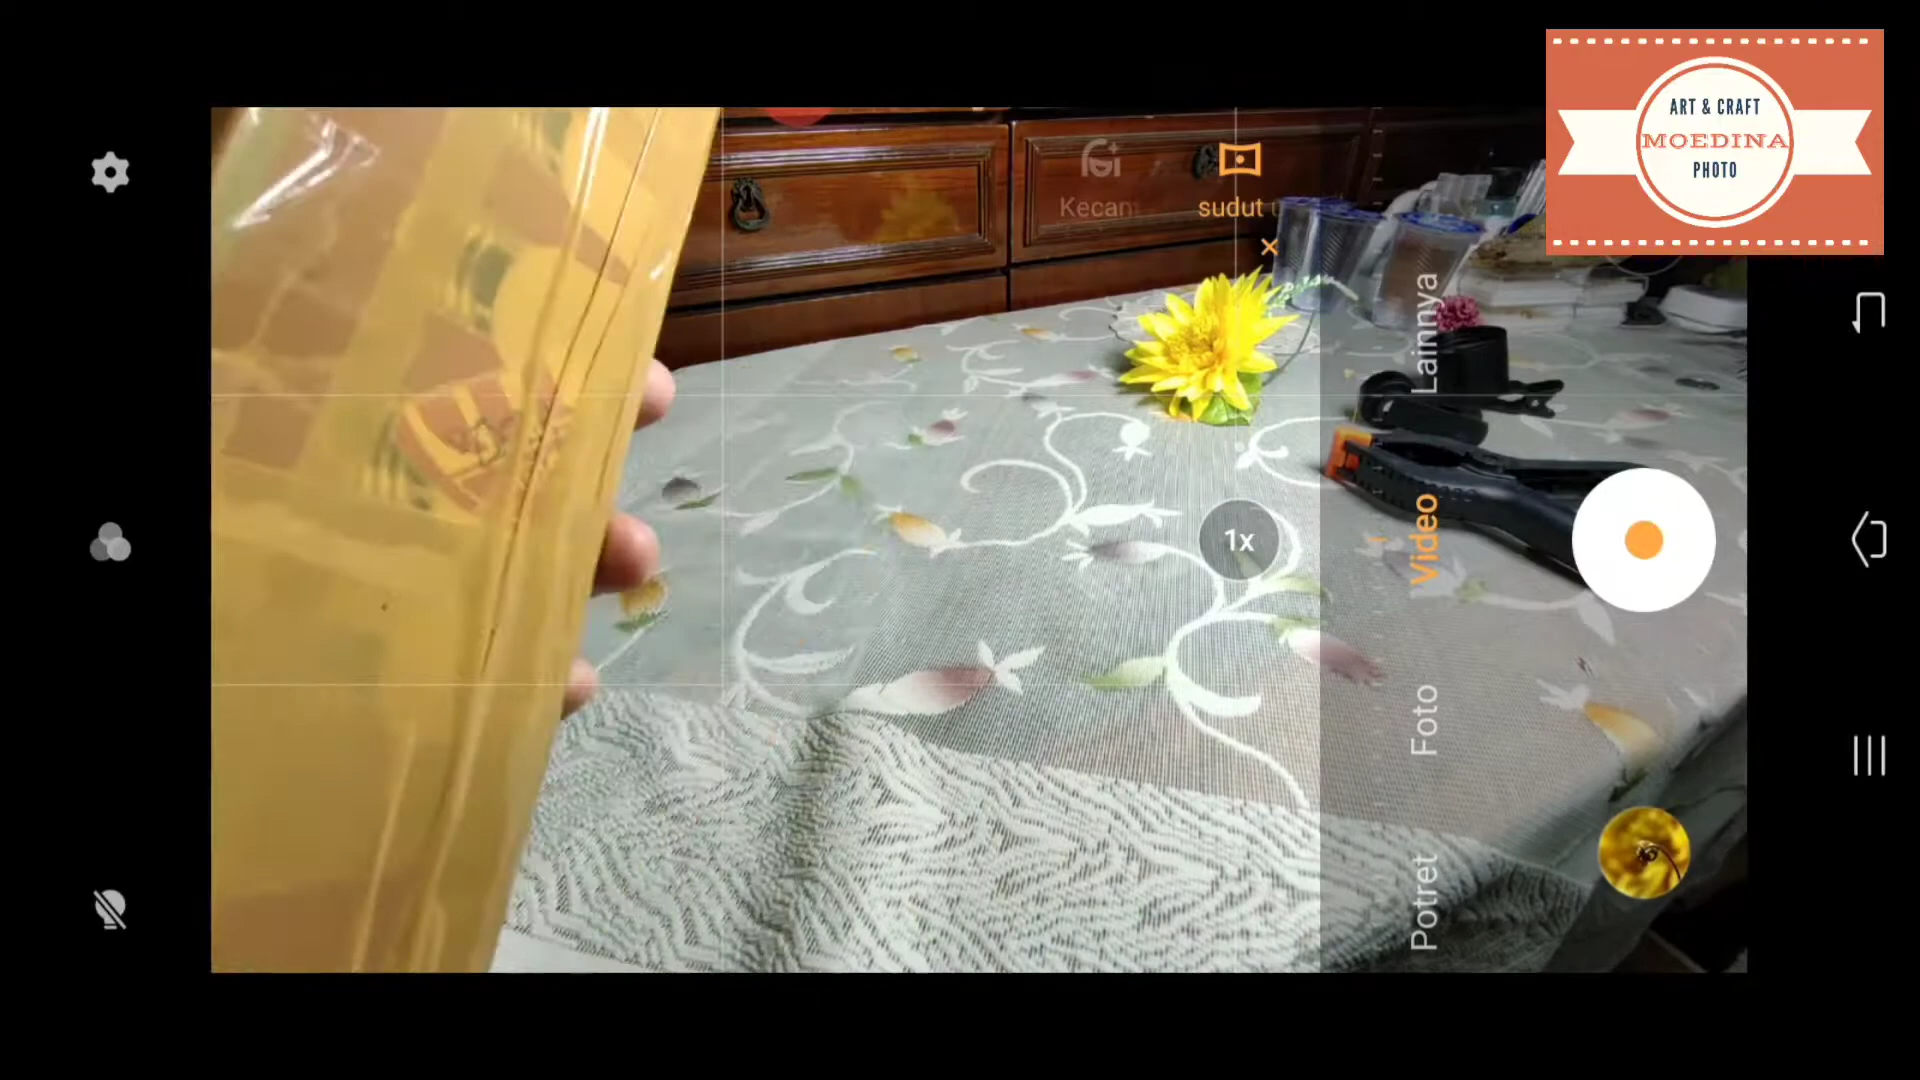 ART & CRAFT
MOEDINA
PHOTO
Kecan
sudut
1x
Lainnya
Video
Foto
Potret